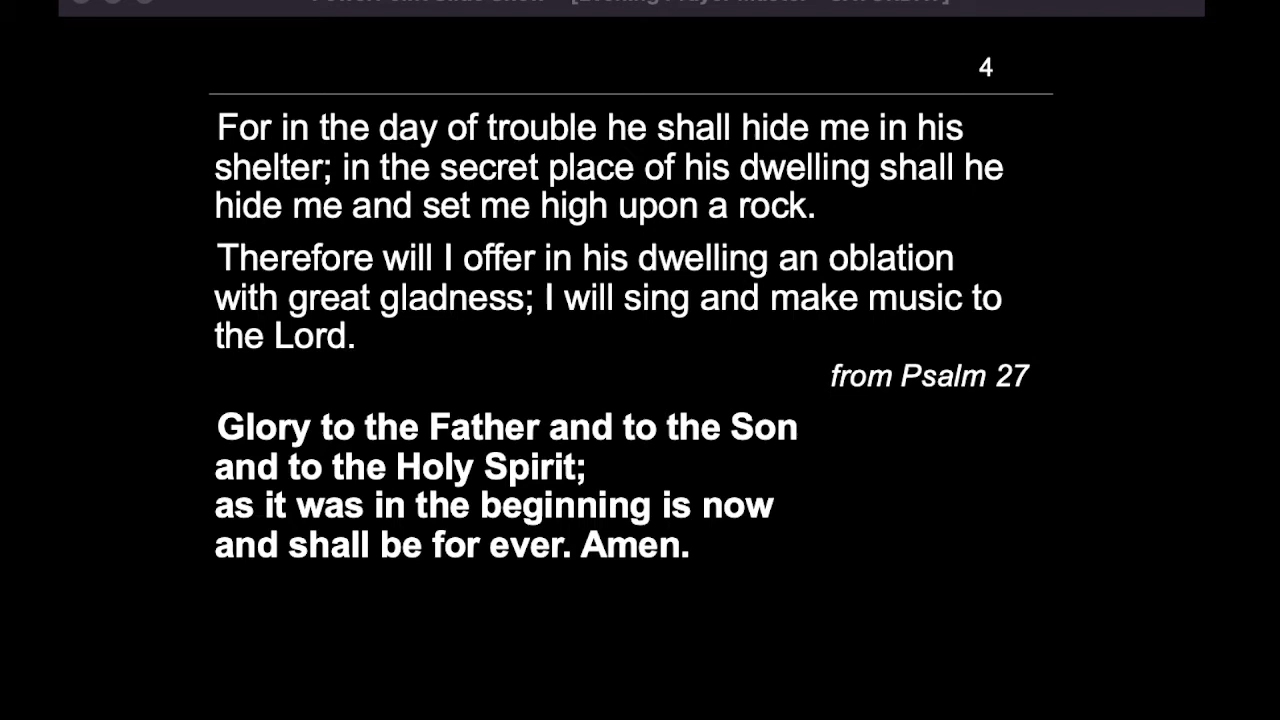 4
For in the day of trouble he shall hide me in his
shelter; in the secret place of his dwelling shall he
hide me and set me high upon a rock.
Therefore will I offer in his dwelling an oblation
with great gladness; I will sing and make music to
the Lord.
from Psalm 27
Glory to the Father and to the Son
and to the Holy Spirit;
as it was in the beginning is now
and shall be for ever. Amen.